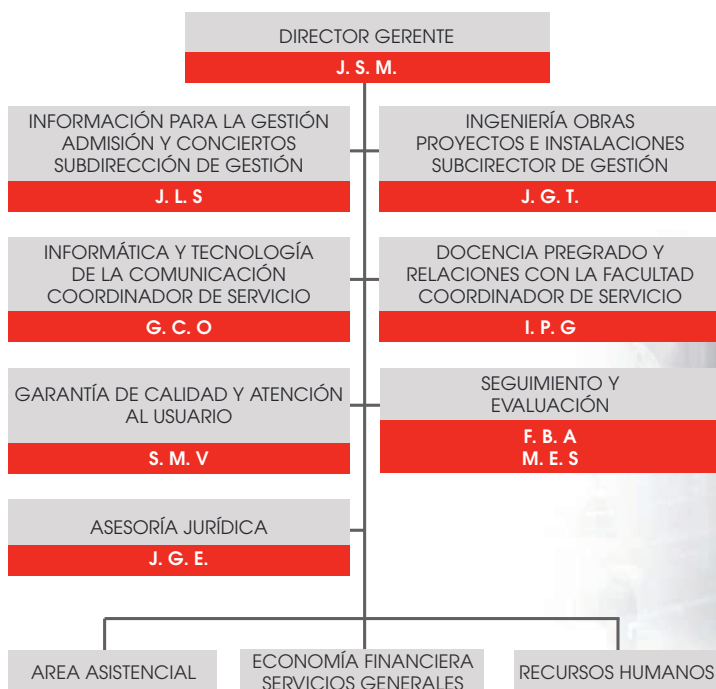 DIRECTOR GERENTE
J. S. M.
INFORMACIÓN PARA LA GESTIÓN
ADMISIÓN Y CONCIERTOS
SUBDIRECCIÓN DE GESTIÓN
J. L. S
INGENIERÍA OBRAS
PROYECTOS E INSTALACIONES
SUBCIRECTOR DE GESTIÓN
J. G. T.
INFORMÁTICA Y TECNOLOGÍA
DE LA COMUNICACIÓN
COORDINADOR DE SERVICIO
G. C. O
DOCENCIA PREGRADO Y
RELACIONES CON LA FACULTAD
COORDINADOR DE SERVICIO
I. P. G
GARANTÍA DE CALIDAD Y ATENCIÓN
AL USUARIO
S. M. V
SEGUIMIENTO Y
EVALUACIÓN
F. B. A
M. E. S
ASESORÍA JURÍDICA
J. G. E.
AREA ASISTENCIAL
ECONOMÍA FINANCIERA
SERVICIOS GENERALES
RECURSOS HUMANOS